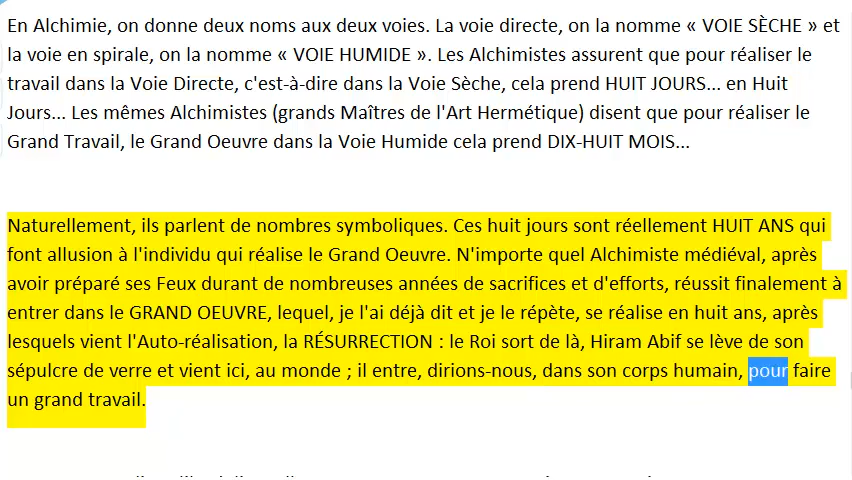 En Alchimie, on donne deux noms aux deux voies. La voie directe, on la nomme « VOIE SÈCHE » et
la voie en spirale, on la nomme « VOIE HUMIDE ». Les Alchimistes assurent que pour réaliser le
travail dans la Voie Directe, c'est-à-dire dans la Voie Sèche, cela prend HUIT JOURS... en Huit
Jours... Les mêmes Alchimistes (grands Maîtres de l'Art Hermétique) disent que pour réaliser le
Grand Travail, le Grand Oeuvre dans la Voie Humide cela prend DIX-HUIT MOIS...
Naturellement, ils parlent de nombres symboliques. Ces huit jours sont réellement HUIT ANS qui
font allusion à l'individu qui réalise le Grand Oeuvre. N'importe quel Alchimiste médiéval, après
avoir préparé ses Feux durant de nombreuses années de sacrifices et d'efforts, réussit finalement à
entrer dans le GRAND OEUVRE, lequel, je l'ai déjà dit et je le répète, se réalise en huit ans, après
lesquels vient l'Auto-réalisation, la RÉSURRECTION : le Roi sort de là, Hiram Abif se lève de son
sépulcre de verre et vient ici, au monde ; il entre, dirions-nous, dans son corps humain, pour faire
un grand travail.